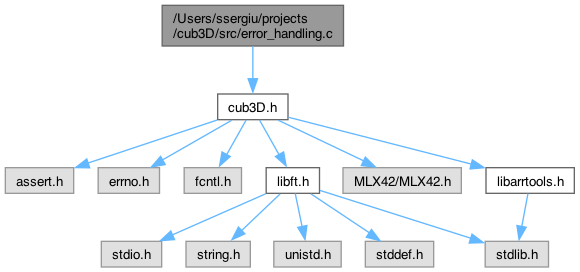 /Users/ssergiu/projects
/cub3D/src/error_handling.c
cub3D.h
assert.h
errno.h
fcntl.h
libft.h
MLX42/MLX42.h
libarrtools.h
stdio.h
string.h
unistd.h
stddef.h
stdlib.h